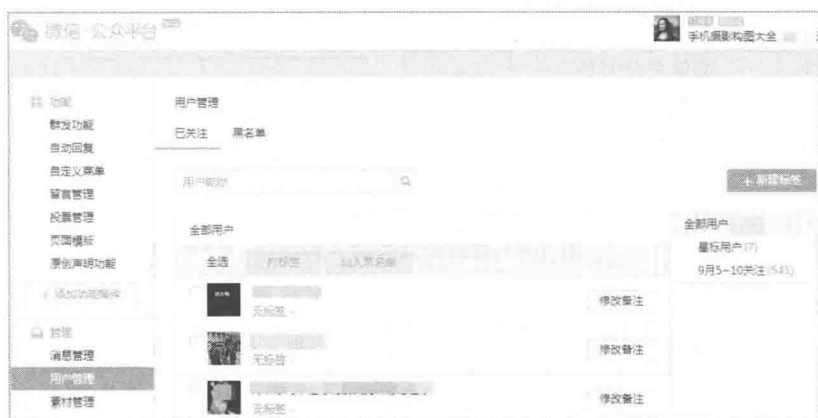 微信·公众平台
手机摄影构图大全
功能
群发功能
自动回复
自定义菜单
留言管理
投票管理
页面模版
原创声明功能
+ 添加功能插件
管理
消息管理
用户管理
素材管理
用户管理
已关注 黑名单
用户昵称
+ 新建标签
全部用户
全选 打标签 加入黑名单
无标签
修改备注
无标签
修改备注
无标签
修改备注
全部用户
星标用户(7)
9月5~10关注(541)